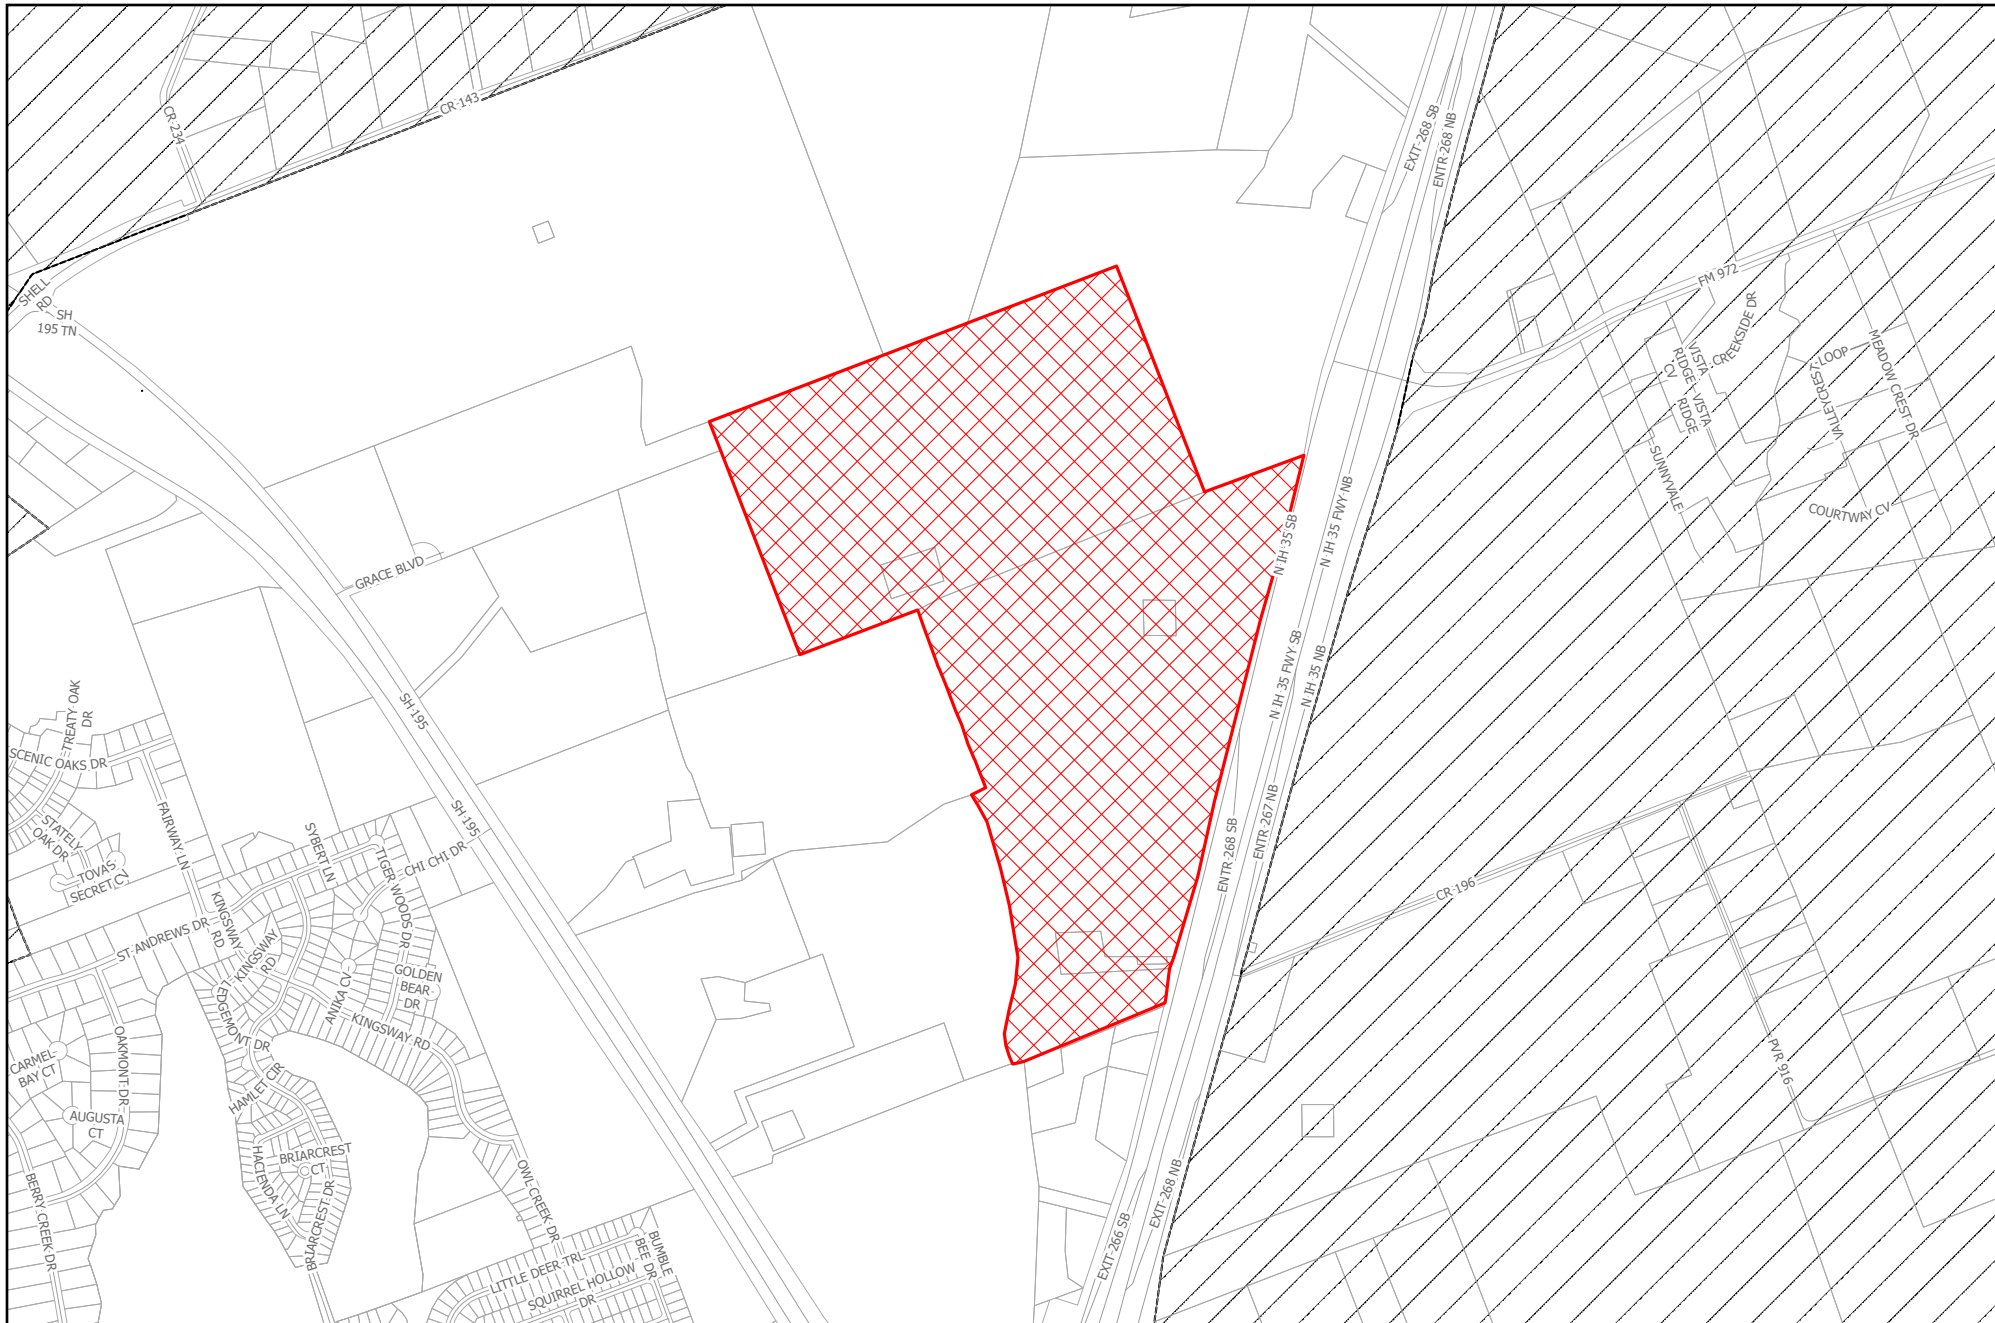 CR 143
CR 234
SHELL
RD
SH
195 TN
EXIT 268 SB
ENTR 268 NB
FM 972
CREEKSIDE DR
VISTA
RIDGE
CV
VISTA
RIDGE
LOOP
VALLEYCREST
MEADOW CREST DR
SUNNYVALE
COURTWAY CV
N IH 35 SB
N IH 35 FWY NB
GRACE BLVD
N IH 35 FWY SB
N IH 35 NB
SH 195
SH 195
TREATY OAK
DR
SCENIC OAKS DR
FAIRWAY LN
STATELY
OAK DR
TOVAS
SECRET CV
SYBERT LN
TIGER WOODS DR
CHI CHI DR
ENTR 268 SB
ENTR 267 NB
CR 196
ST ANDREWS DR
KINGSWAY
RD
KINGSWAY
RD
EDGEMONT DR
ANIKA CV
GOLDEN
BEAR
DR
KINGSWAY RD
CARMEL
BAY CT
OAKMONT DR
HAMLET CIR
AUGUSTA
CT
PVR 916
BRIARCREST
CT
HACIENDA LN
BRIARCREST DR
BERRY CREEK DR
OWL CREEK DR
LITTLE DEER TRL
SQUIRREL HOLLOW
DR
BUMBLE
BEE DR
EXIT 266 SB
EXIT 268 NB